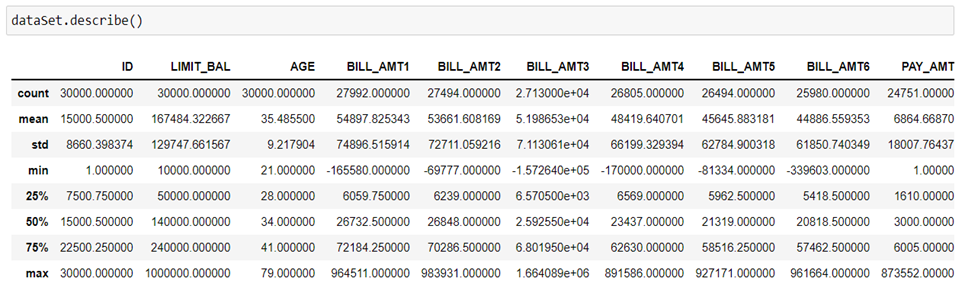 dataSet.describe()
ID LIMIT_BAL AGE BILL_AMT1 BILL_AMT2 BILL_AMT3 BILL_AMT4 BILL_AMT5 BILL_AMT6 PAY_AMT
count 30000.000000 30000.000000 30000.000000 27992.000000 27494.000000 2.713000e+04 26805.000000 26494.000000 25980.000000 24751.00000
mean 15000.500000 167484.322667 35.485500 54897.825343 53661.608169 5.198653e+04 48419.640701 45645.883181 44886.559353 6864.66870
std 8660.398374 129747.661567 9.217904 74896.515914 72711.059216 7.113061e+04 66199.329394 62784.900318 61850.740349 18007.76437
min 1.000000 10000.000000 21.000000 -165580.000000 -69777.000000 -1.572640e+05 -170000.000000 -81334.000000 -339603.000000 1.00000
25% 7500.750000 50000.000000 28.000000 6059.750000 6239.000000 6.570500e+03 6569.000000 5962.500000 5418.500000 1610.00000
50% 15000.500000 140000.000000 34.000000 26732.500000 26848.000000 2.592550e+04 23437.000000 21319.000000 20818.500000 3000.00000
75% 22500.250000 240000.000000 41.000000 72184.250000 70286.500000 6.801950e+04 62630.000000 58516.250000 57462.500000 6005.00000
max 30000.000000 1000000.000000 79.000000 964511.000000 983931.000000 1.664089e+06 891586.000000 927171.000000 961664.000000 873552.00000